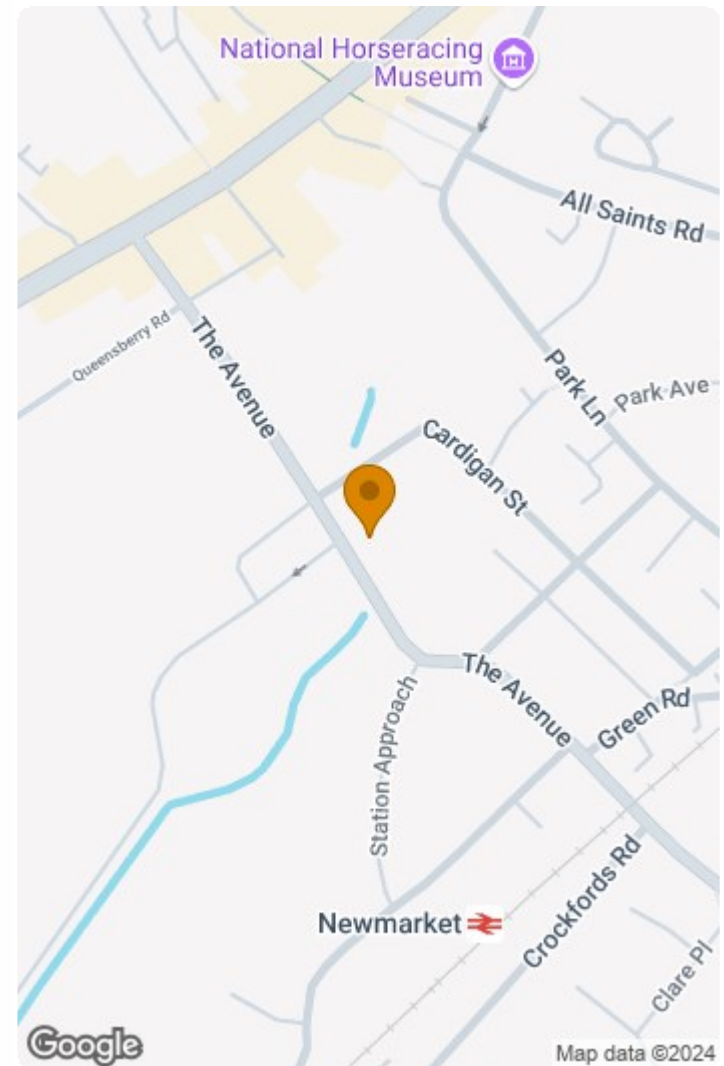 National Horseracing
Museum
All Saints Rd
Queensberry Rd
The Avenue
Park Ln
Park Ave
Cardigan St
The Avenue
Green Rd
Station Approach
Crockfords Rd
Newmarket
Clare Pl
Google
Map data ©2024